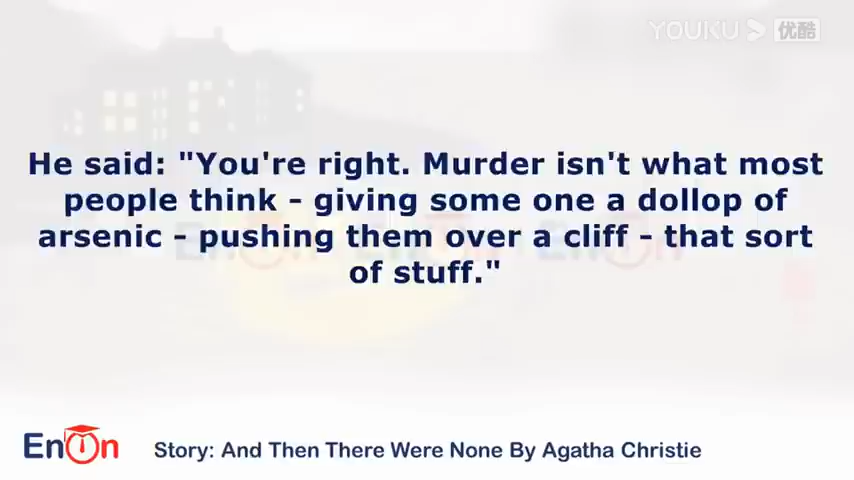 YOUKU 优酷
He said: "You're right. Murder isn't what most
people think - giving some one a dollop of
arsenic - pushing them over a cliff - that sort
of stuff."
EnOn
Story: And Then There Were None By Agatha Christie